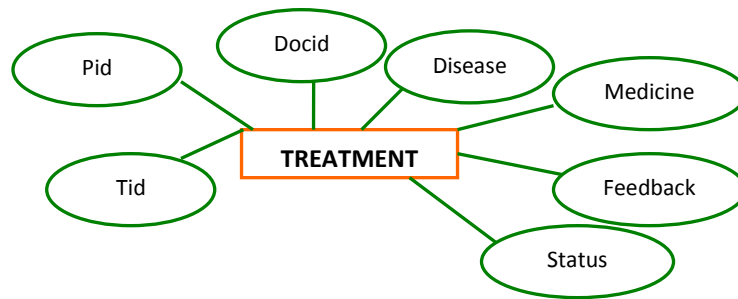 Docid
Pid
Disease
Medicine
TREATMENT
Tid
Feedback
Status